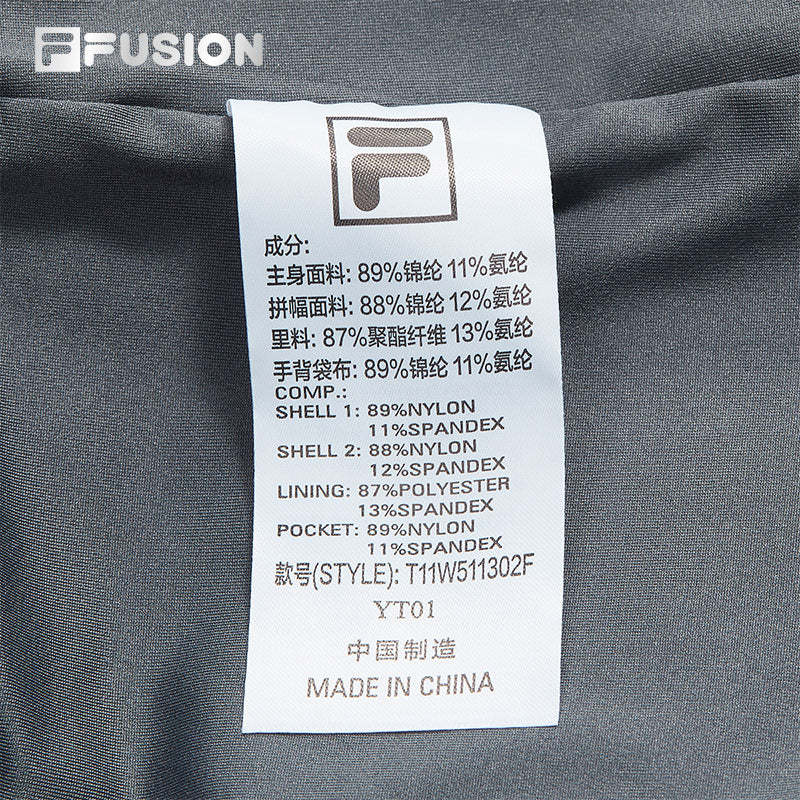 FUSION
F
成分:
主身面料: 89%锦纶 11%氨纶
拼幅面料: 88%锦纶 12%氨纶
里料: 87%聚酯纤维 13%氨纶
手背袋布: 89%锦纶 11%氨纶
COMP.:
SHELL 1: 89%NYLON
11%SPANDEX
SHELL 2: 88%NYLON
12%SPANDEX
LINING: 87%POLYESTER
13%SPANDEX
POCKET: 89%NYLON
11%SPANDEX
款号(STYLE): T11W511302F
YT01
中国制造
MADE IN CHINA